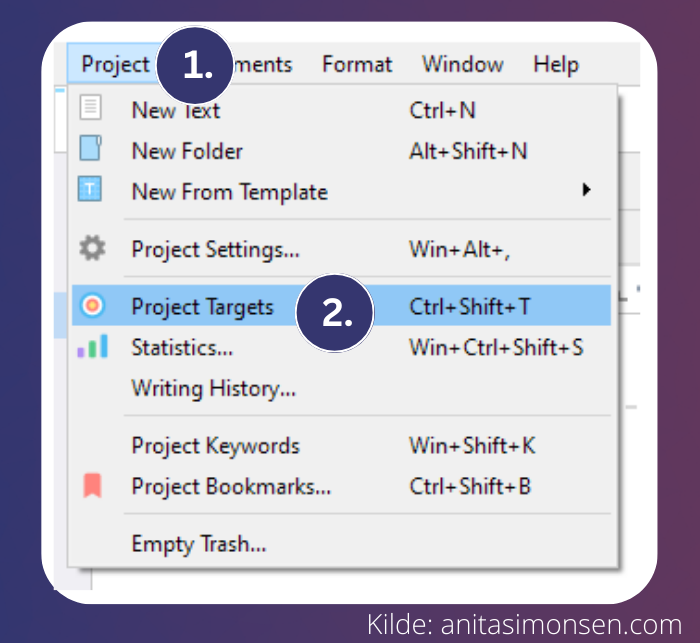 Project 1. ments Format Window Help
New Text Ctrl+N
New Folder Alt+Shift+N
T New From Template
Project Settings... Win+Alt+,
Project Targets 2. Ctrl+Shift+T
Statistics... Win+Ctrl+Shift+S
Writing History...
Project Keywords Win+Shift+K
Project Bookmarks... Ctrl+Shift+B
Empty Trash...
Kilde: anitasimonsen.com